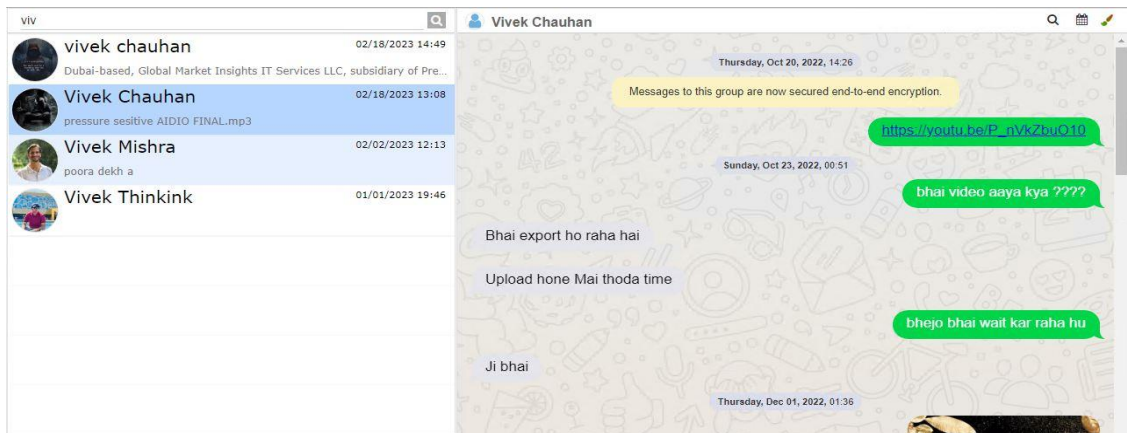 viv
vivek chauhan 02/18/2023 14:49
Dubai-based, Global Market Insights IT Services LLC, subsidiary of Pre...
Vivek Chauhan 02/18/2023 13:08
pressure sesitive AIDIO FINAL.mp3
Vivek Mishra 02/02/2023 12:13
poora dekh a
Vivek Thinkink 01/01/2023 19:46
Vivek Chauhan
Thursday, Oct 20, 2022, 14:26
Messages to this group are now secured end-to-end encryption.
https://youtu.be/P_nVkZbuO10
Sunday, Oct 23, 2022, 00:51
bhai video aaya kya ????
Bhai export ho raha hai
Upload hone Mai thoda time
bhejo bhai wait kar raha hu
Ji bhai
Thursday, Dec 01, 2022, 01:36